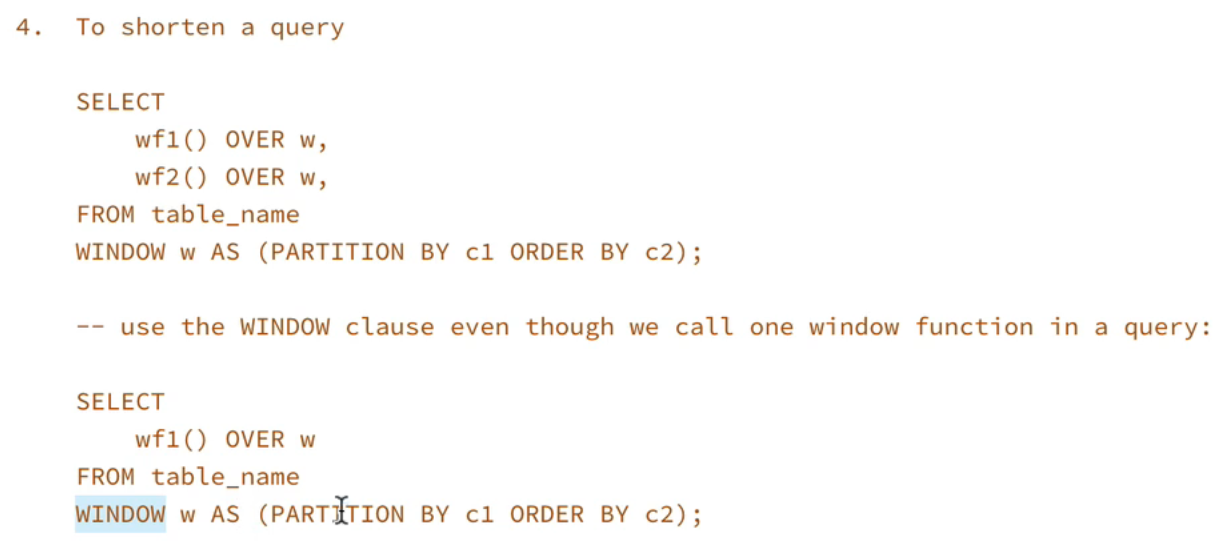 4. To shorten a query
SELECT
wf1() OVER w,
wf2() OVER w,
FROM table_name
WINDOW w AS (PARTITION BY c1 ORDER BY c2);
-- use the WINDOW clause even though we call one window function in a query:
SELECT
wf1() OVER w
FROM table_name
WINDOW w AS (PARTITION BY c1 ORDER BY c2);